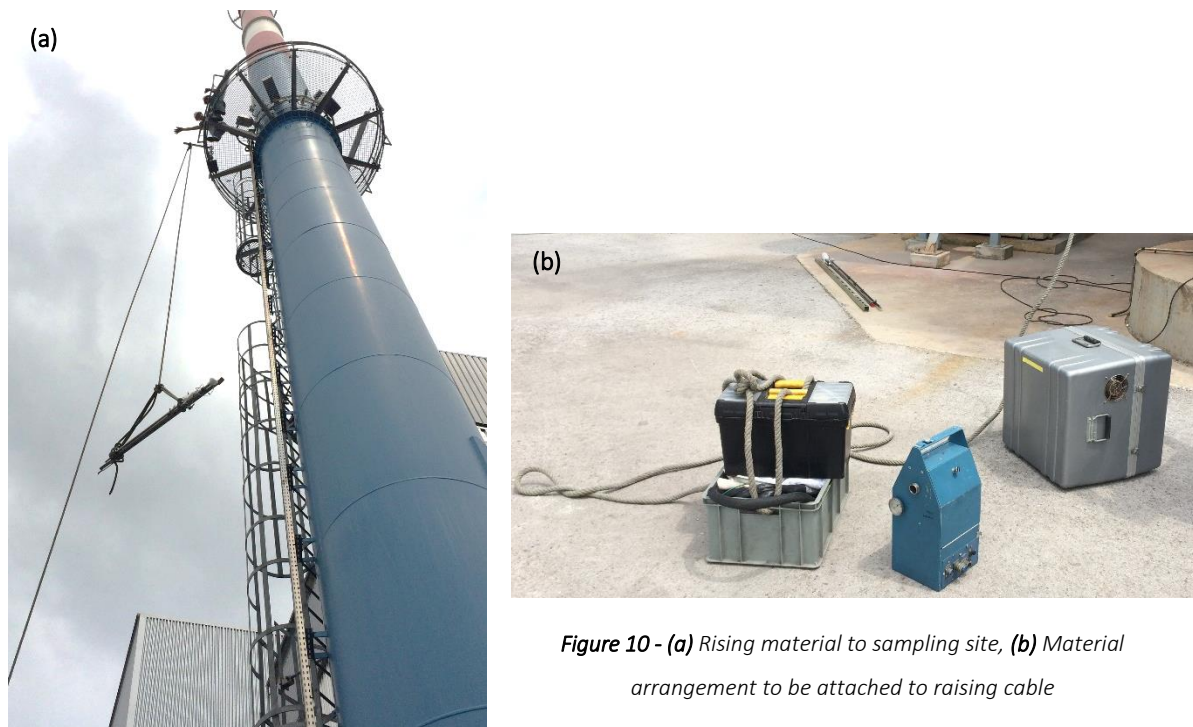 (a)
(b)
Figure 10 - (a) Rising material to sampling site, (b) Material
arrangement to be attached to raising cable